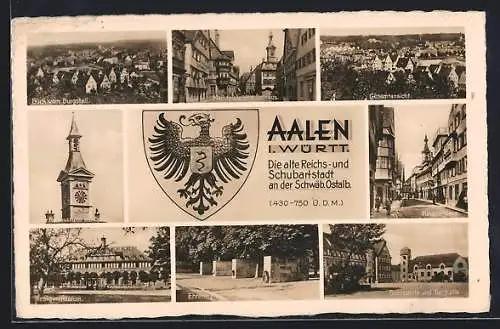 Blick vom Burgstall.
Gesamtansicht
AALEN
I. WÜRTT.
Die alte Reichs- und
Schubartstadt
an der Schwäb. Ostalb.
(430-750 Ü. D. M.)